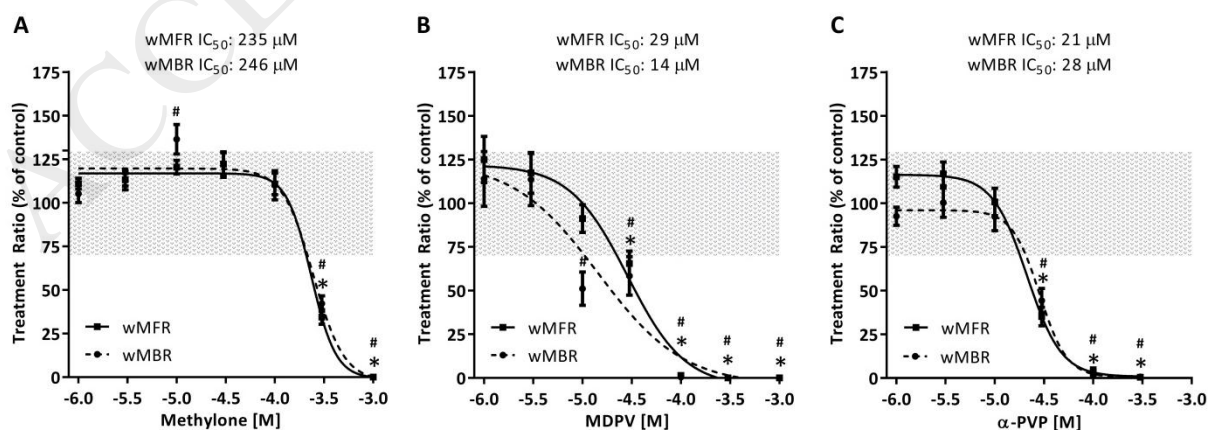 ACCE
A
wMFR IC50: 235 μM
wMBR IC50: 246 μM
Treatment Ratio (% of control)
175
150
125
100
75
50
25
0
#
#
*
#
*
wMFR
wMBR
-6.0 -5.5 -5.0 -4.5 -4.0 -3.5 -3.0
Methylone [M]
B
wMFR IC50: 29 μM
wMBR IC50: 14 μM
Treatment Ratio (% of control)
175
150
125
100
75
50
25
0
#
#
*
#
*
#
*
#
*
wMFR
wMBR
-6.0 -5.5 -5.0 -4.5 -4.0 -3.5 -3.0
MDPV [M]
C
wMFR IC50: 21 μM
wMBR IC50: 28 μM
Treatment Ratio (% of control)
175
150
125
100
75
50
25
0
#
*
#
*
#
*
wMFR
wMBR
-6.0 -5.5 -5.0 -4.5 -4.0 -3.5 -3.0
α-PVP [M]